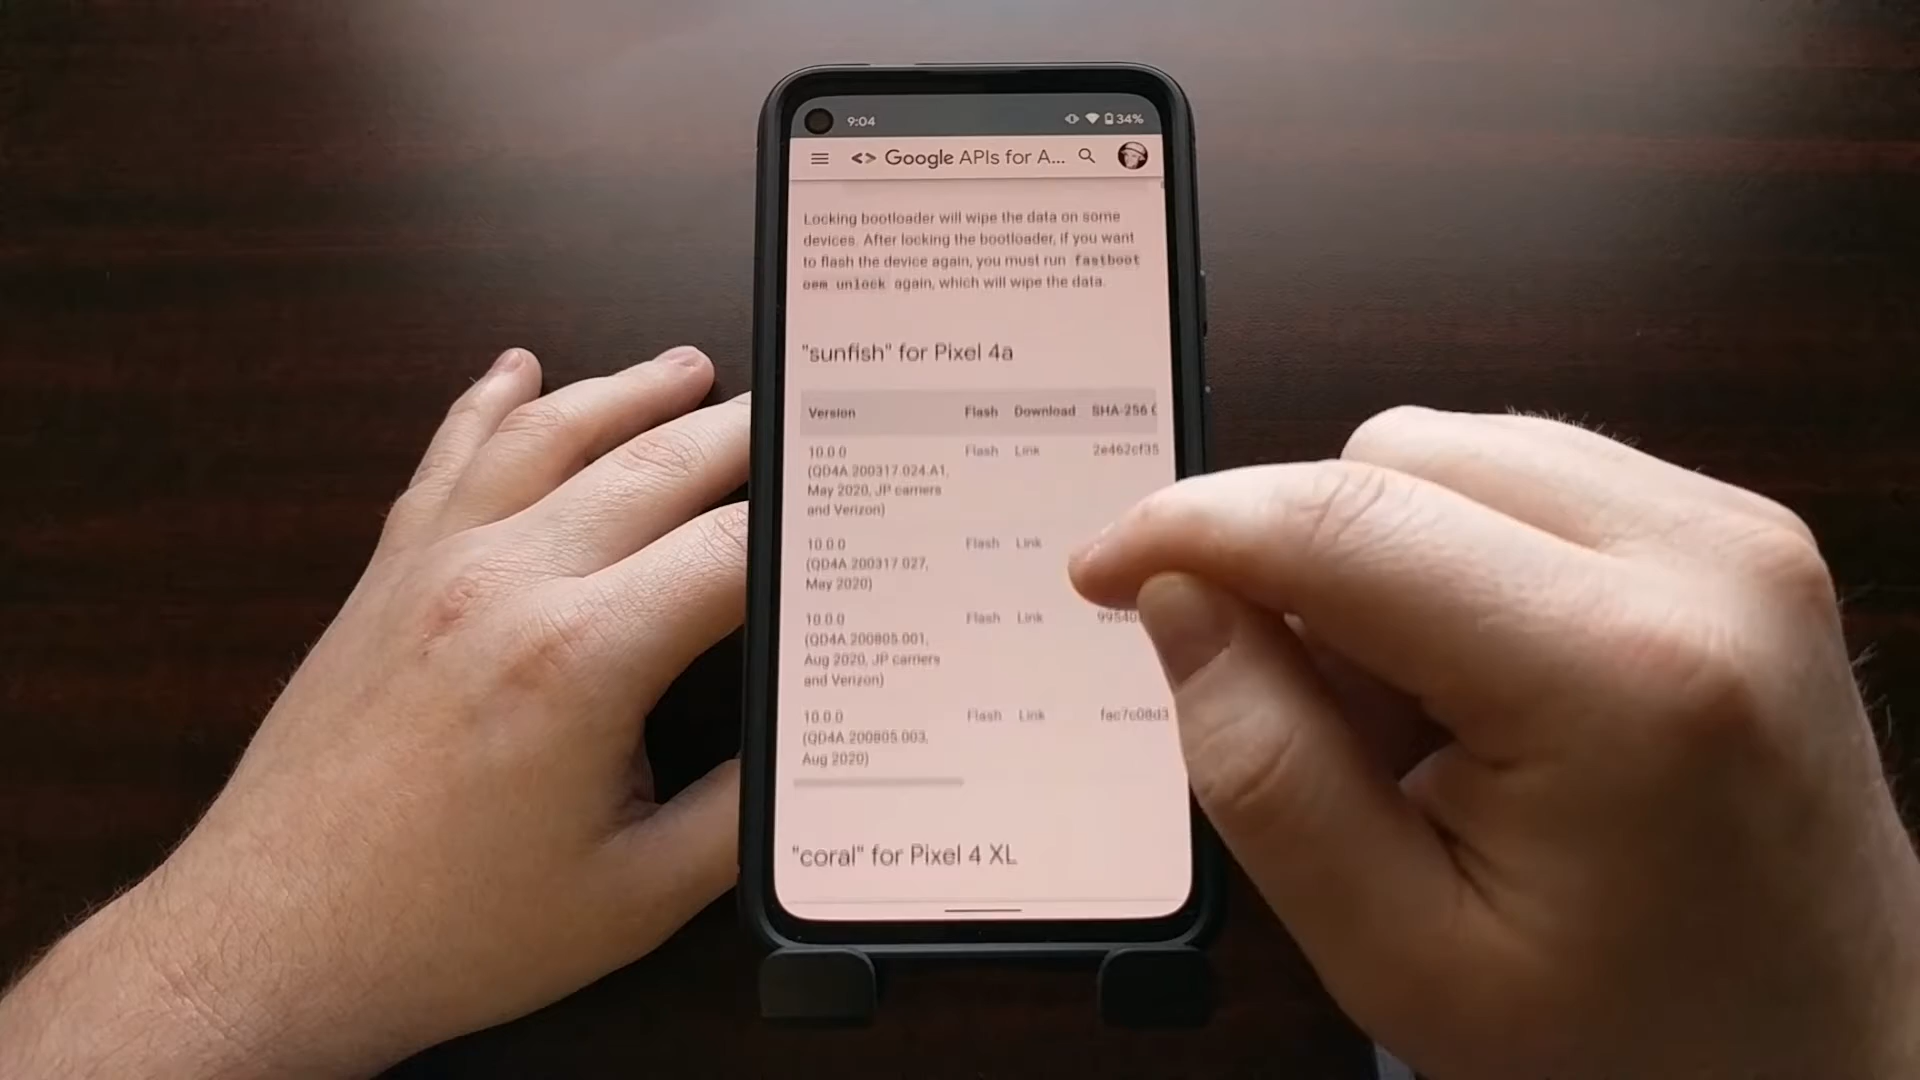 9:04 34%
<> Google APIs for A...
Locking bootloader will wipe the data on some
devices. After locking the bootloader, if you want
to flash the device again, you must run fastboot
oem unlock again, which will wipe the data.
"sunfish" for Pixel 4a
Version Flash Download SHA-256 C
10.0.0 Flash Link 2e462cf35
(QD4A.200317.024.A1,
May 2020, JP carriers
and Verizon)
10.0.0 Flash Link
(QD4A.200317.027,
May 2020)
10.0.0 Flash Link 99540
(QD4A.200805.001,
Aug 2020, JP carriers
and Verizon)
10.0.0 Flash Link fac7c08d3
(QD4A.200805.003,
Aug 2020)
"coral" for Pixel 4 XL